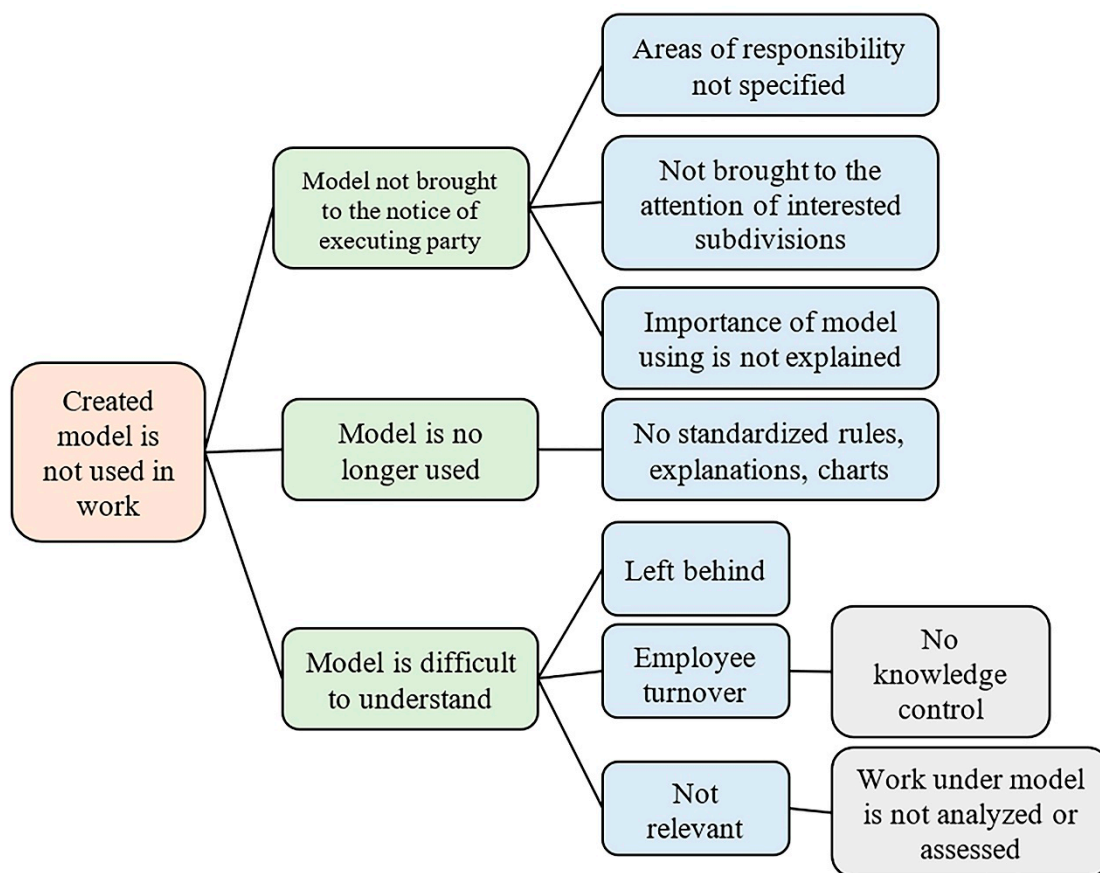 Areas of responsibility
not specified
Model not brought
to the notice of
executing party
Not brought to the
attention of interested
subdivisions
Importance of model
using is not explained
Created
model is
not used in
work
Model is no
longer used
No standardized rules,
explanations, charts
Left behind
Model is difficult
to understand
Employee
turnover
No
knowledge
control
Not
relevant
Work under model
is not analyzed or
assessed